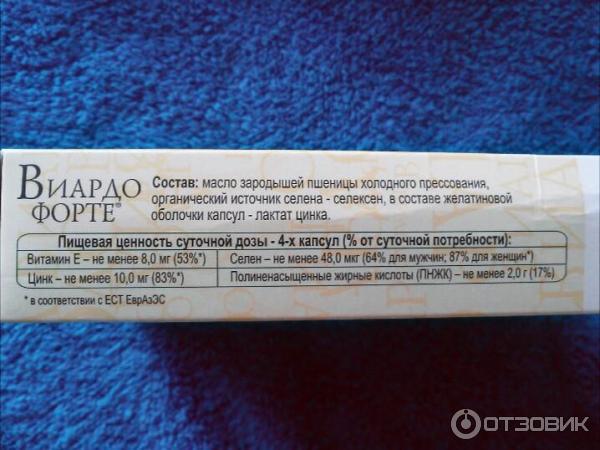 ВИАРДО
ФОРТЕ®
Состав: масло зародышей пшеницы холодного прессования,
органический источник селена - селексен, в составе желатиновой
оболочки капсул - лактат цинка.
Пищевая ценность суточной дозы - 4-х капсул (% от суточной потребности):
Витамин Е – не менее 8,0 мг (53%*)
Селен – не менее 48,0мкг (64% для мужчин; 87% для женщин*)
Цинк – не менее 10,0 мг (83%*)
Полиненасыщенные жирные кислоты (ПНЖК) – не менее 2,0 г (17%)
* в соответствии с ЕСТ ЕврАзЭС
ОТЗОВИК